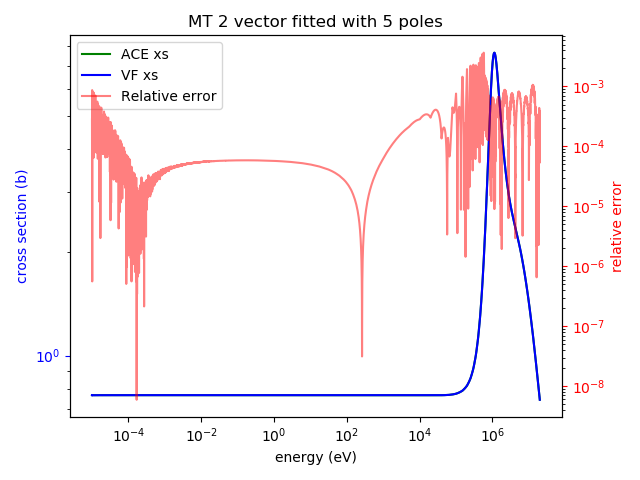 MT 2 vector fitted with 5 poles
ACE xs
VF xs
Relative error
cross section (b)
10^0
10^-3
10^-4
10^-5
10^-6
10^-7
10^-8
relative error
10^-4 10^-2 10^0 10^2 10^4 10^6
energy (eV)